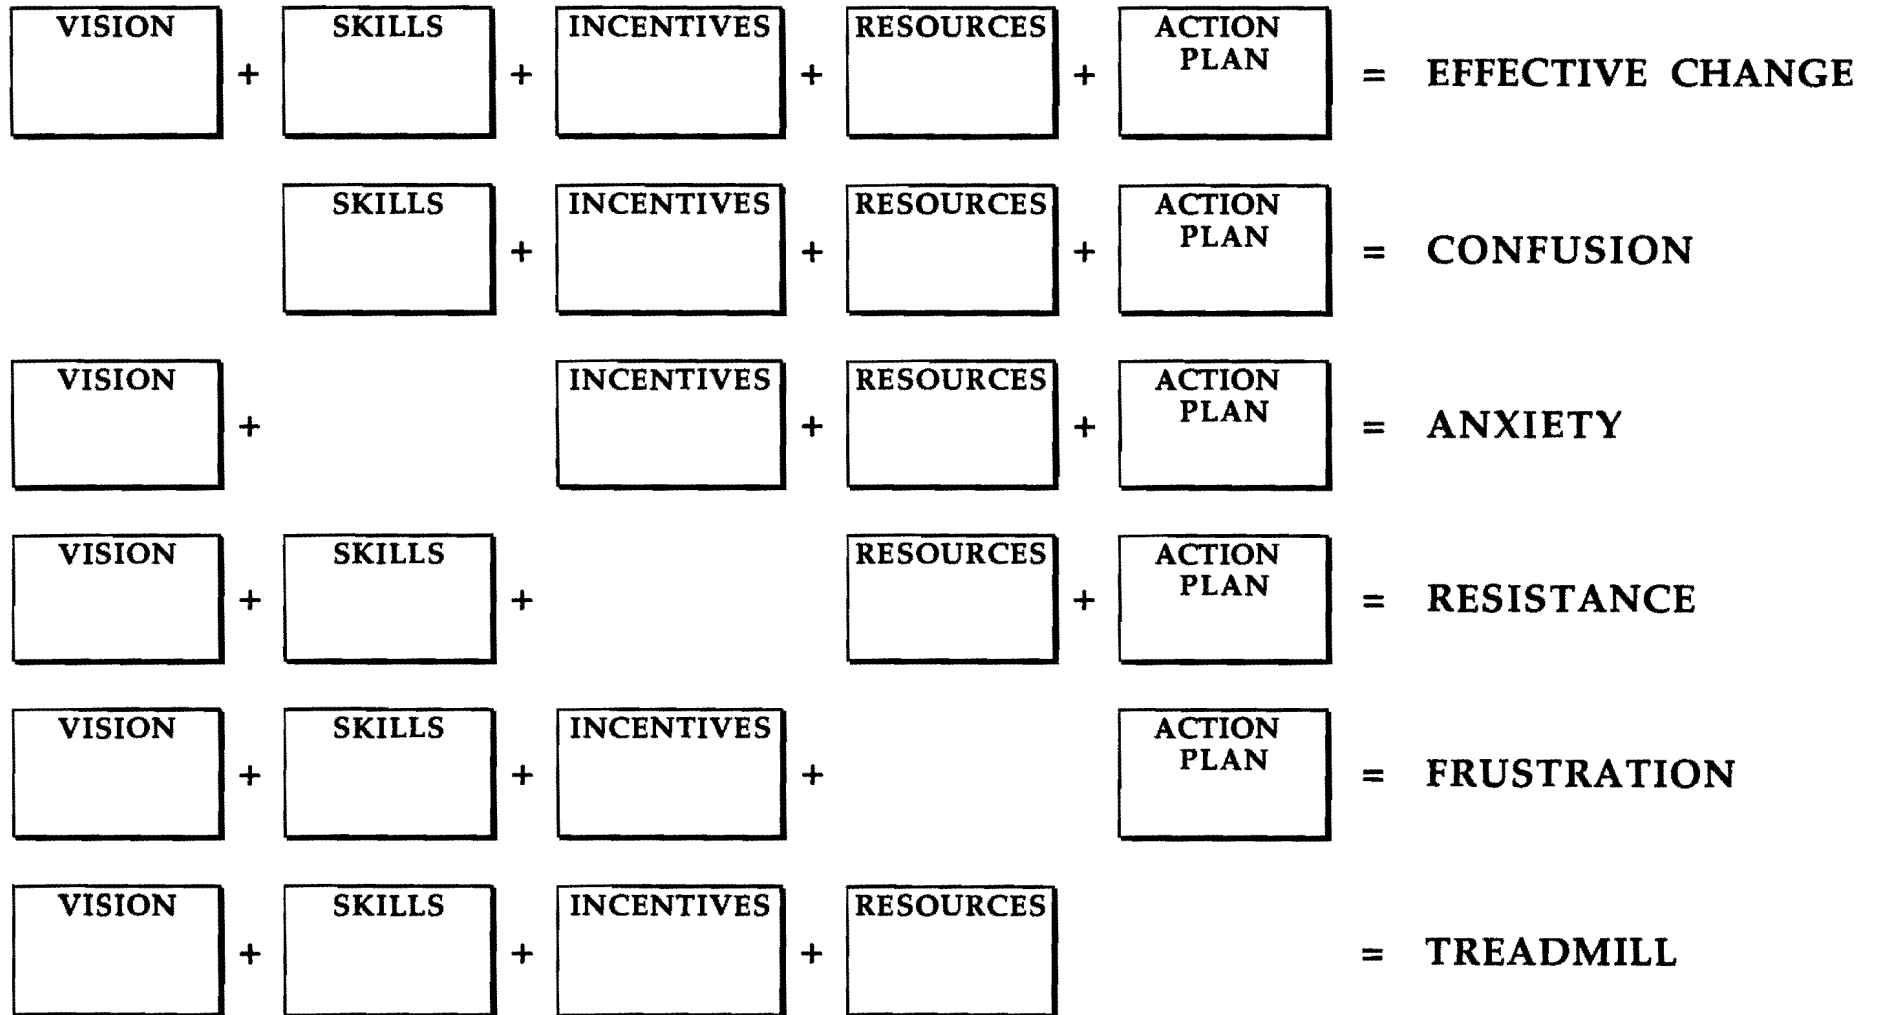 VISION + SKILLS + INCENTIVES + RESOURCES + ACTION PLAN = EFFECTIVE CHANGE
SKILLS + INCENTIVES + RESOURCES + ACTION PLAN = CONFUSION
VISION + INCENTIVES + RESOURCES + ACTION PLAN = ANXIETY
VISION + SKILLS + RESOURCES + ACTION PLAN = RESISTANCE
VISION + SKILLS + INCENTIVES + ACTION PLAN = FRUSTRATION
VISION + SKILLS + INCENTIVES + RESOURCES = TREADMILL